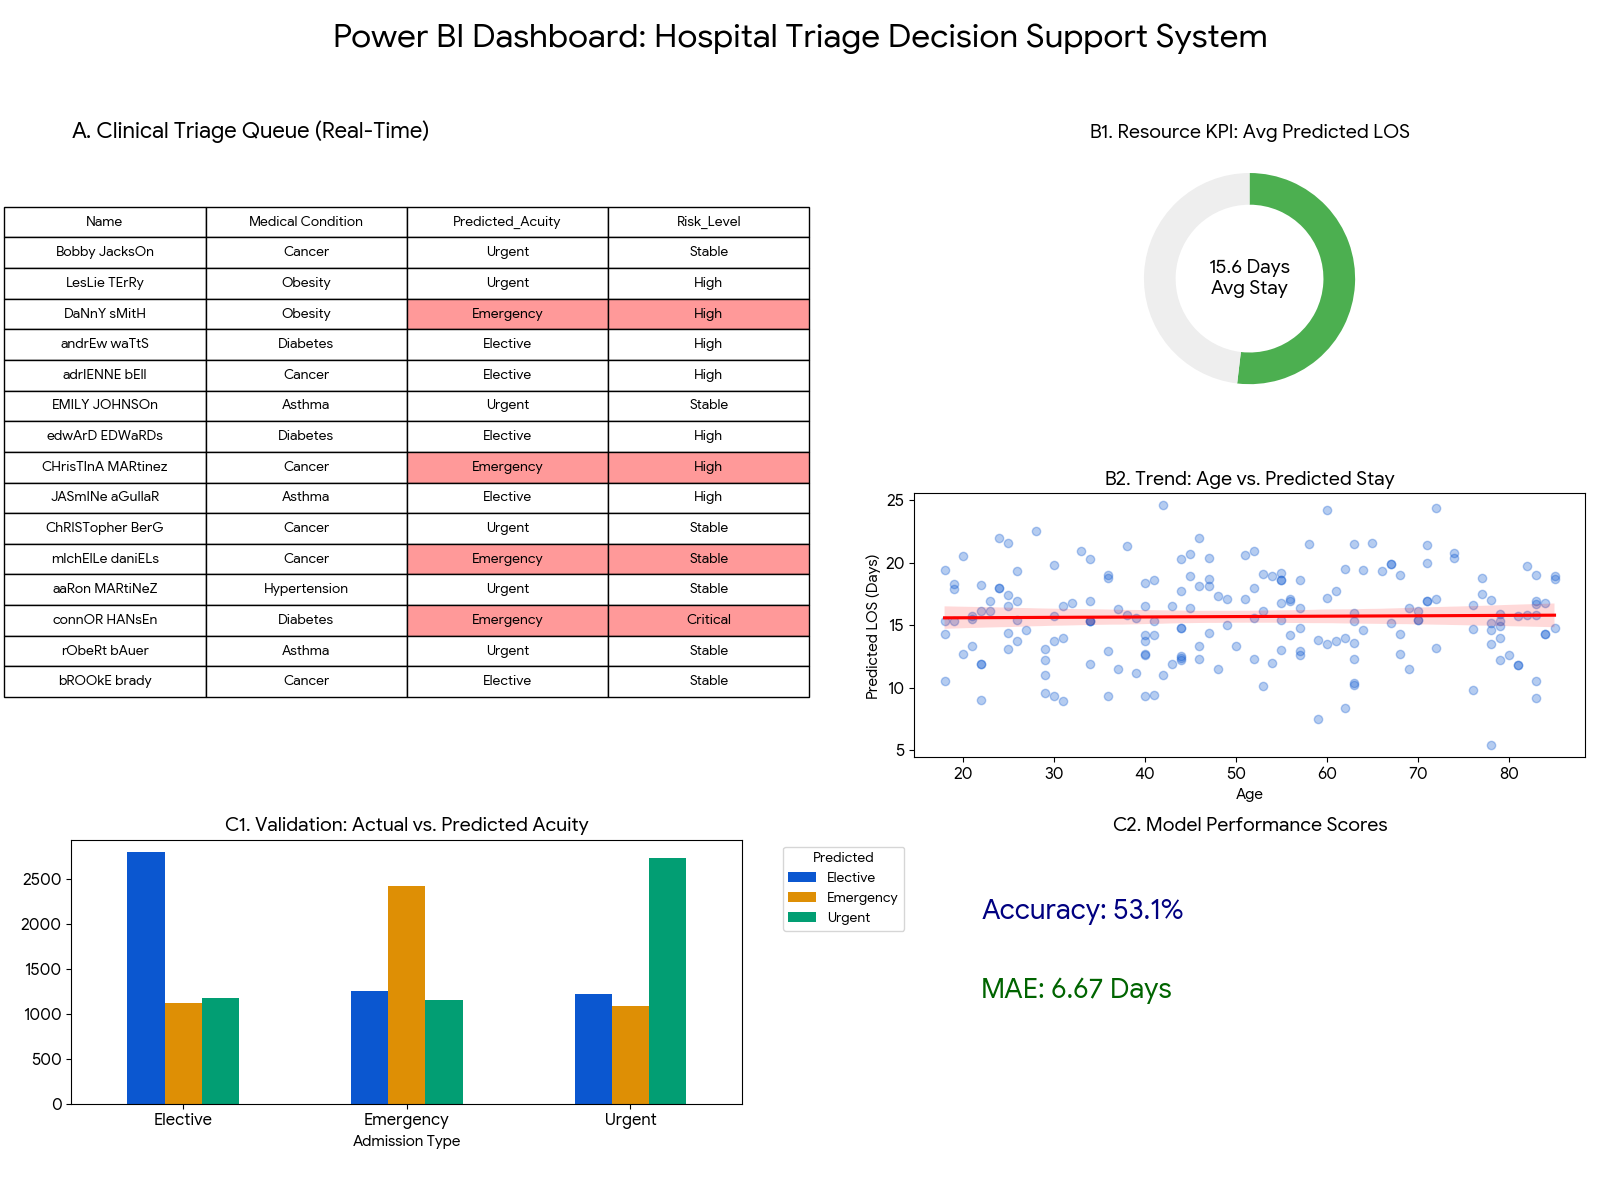 Power BI Dashboard: Hospital Triage Decision Support System
A. Clinical Triage Queue (Real-Time)
Name Medical Condition Predicted_Acuity Risk_Level
Bobby JacksOn Cancer Urgent Stable
LesLie TErRy Obesity Urgent High
DaNnY sMitH Obesity Emergency High
andrEw waTtS Diabetes Elective High
adrIENNE bEll Cancer Elective High
EMILY JOHNSOn Asthma Urgent Stable
edwArD EDWaRDs Diabetes Elective High
CHrisTInA MARtinez Cancer Emergency High
JASmINe aGuIlaR Asthma Elective High
ChRISTopher BerG Cancer Urgent Stable
mIchElLe daniELs Cancer Emergency Stable
aaRon MARtiNeZ Hypertension Urgent Stable
connOR HANsEn Diabetes Emergency Critical
rObeRt bAuer Asthma Urgent Stable
bROOkE brady Cancer Elective Stable
B1. Resource KPI: Avg Predicted LOS
15.6 Days
Avg Stay
B2. Trend: Age vs. Predicted Stay
Predicted LOS (Days)
25
20
15
10
5
20 30 40 50 60 70 80
Age
C1. Validation: Actual vs. Predicted Acuity
2500
2000
1500
1000
500
0
Elective Emergency Urgent
Admission Type
Predicted
Elective
Emergency
Urgent
C2. Model Performance Scores
Accuracy: 53.1%
MAE: 6.67 Days